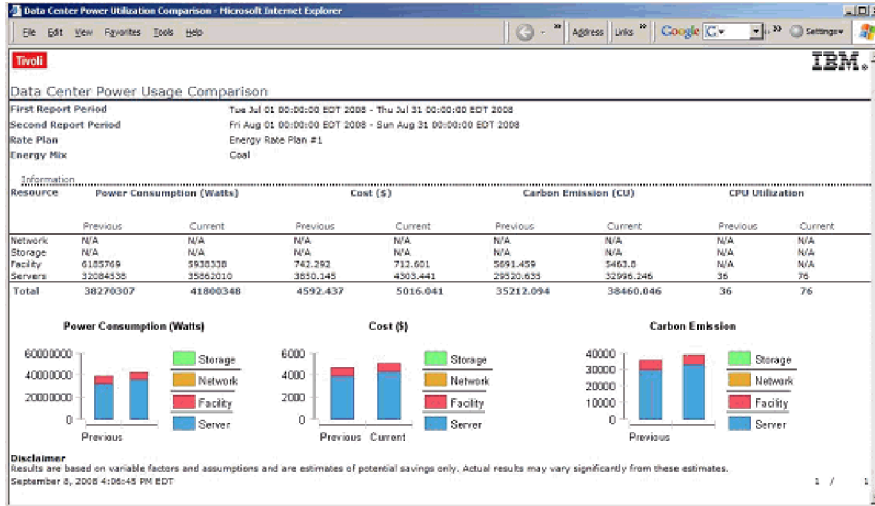 Data Center Power Utilization Comparison - Microsoft Internet Explorer
File Edit View Favorites Tools Help
Address Links Google Settings
Tivoli
IBM.
Data Center Power Usage Comparison
First Report Period Tue Jul 01 00:00:00 EDT 2008 - Thu Jul 31 00:00:00 EDT 2008
Second Report Period Fri Aug 01 00:00:00 EDT 2008 - Sun Aug 31 00:00:00 EDT 2008
Rate Plan Energy Rate Plan #1
Energy Mix Coal
Information
Resource Power Consumption (Watts) Cost ($) Carbon Emission (CU) CPU Utilization
Previous Current Previous Current Previous Current Previous Current
Network N/A N/A N/A N/A N/A N/A N/A N/A
Storage N/A N/A N/A N/A N/A N/A N/A N/A
Facility 6185769 5938338 742.292 712.601 5691.459 5463.8 N/A N/A
Servers 32084538 35862010 3850.145 4303.441 29520.635 32996.246 36 76
Total 38270307 41800348 4592.437 5016.041 35212.094 38460.046 36 76
Power Consumption (Watts)
60000000
40000000
20000000
0
Previous
Storage
Network
Facility
Server
Cost ($)
6000
4000
2000
0
Previous Current
Storage
Network
Facility
Server
Carbon Emission
40000
30000
20000
10000
0
Previous
Storage
Network
Facility
Server
Disclaimer
Results are based on variable factors and assumptions and are estimates of potential savings only. Actual results may vary significantly from these estimates.
September 8, 2008 4:06:45 PM EDT
1 / 1